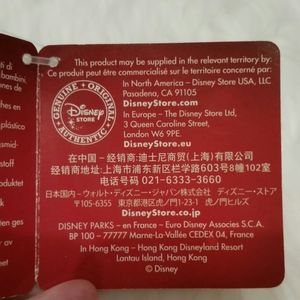 This product may be supplied in the relevant territory by:
Ce produit peut être commercialisé sur le territoire concerné par:
In North America – Disney Store USA, LLC
Pasadena, CA 91105
DisneyStore.com
In Europe – The Disney Store Ltd,
3 Queen Caroline Street,
London W6 9PE.
DisneyStore.eu
GENUINE • ORIGINAL
DISNEY
STORE
AUTHENTIC
在中国 – 经销商:迪士尼商贸(上海)有限公司
经销商地址:上海市浦东新区栏学路603号8幢102室
电话号码 021-6333-3660
日本国内 – ウォルト・ディズニー・ジャパン株式会社 ディズニー・ストア
〒105-6355 東京都港区虎ノ門1-23-1 虎ノ門ヒルズ
DisneyStore.co.jp
DISNEY PARKS – en France – Euro Disney Associés S.C.A.
BP 100 – 77777 Marne-La-Vallée CEDEX 04, France
In Hong Kong – Hong Kong Disneyland Resort
Lantau Island, Hong Kong
© Disney
ti di
bambini,
plástico